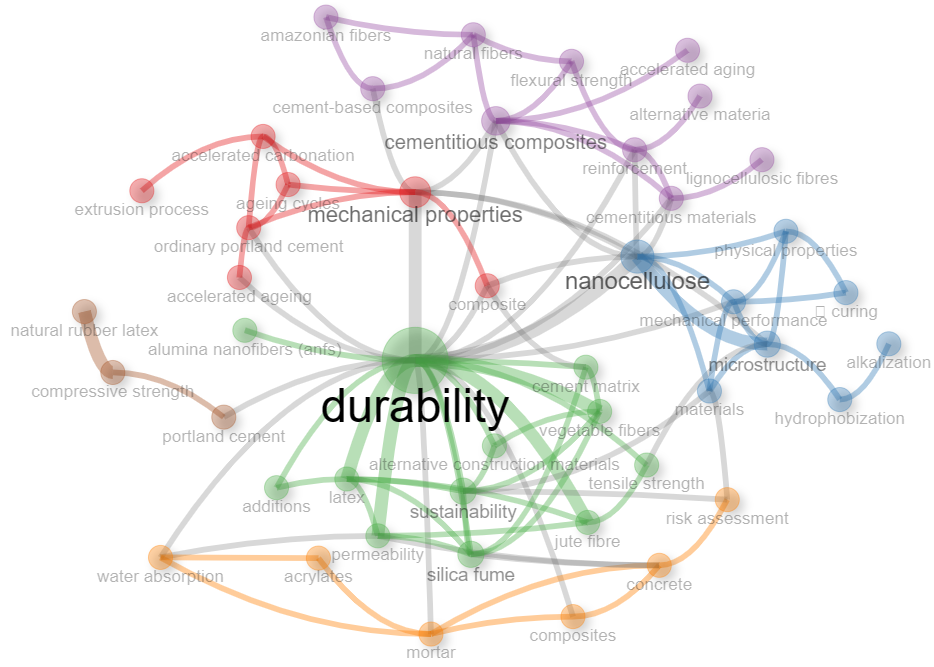 amazonian fibers
natural fibers
flexural strength
accelerated aging
cement-based composites
alternative materia
cementitious composites
accelerated carbonation
reinforcement
lignocellulosic fibres
ageing cycles
extrusion process
mechanical properties
cementitious materials
ordinary portland cement
physical properties
nanocellulose
accelerated ageing
composite
mechanical performance
curing
natural rubber latex
alumina nanofibers (anfs)
microstructure
alkalization
compressive strength
cement matrix
durability
materials
hydrophobization
portland cement
vegetable fibers
alternative construction materials
tensile strength
additions
latex
sustainability
risk assessment
jute fibre
permeability
silica fume
water absorption
acrylates
concrete
composites
mortar